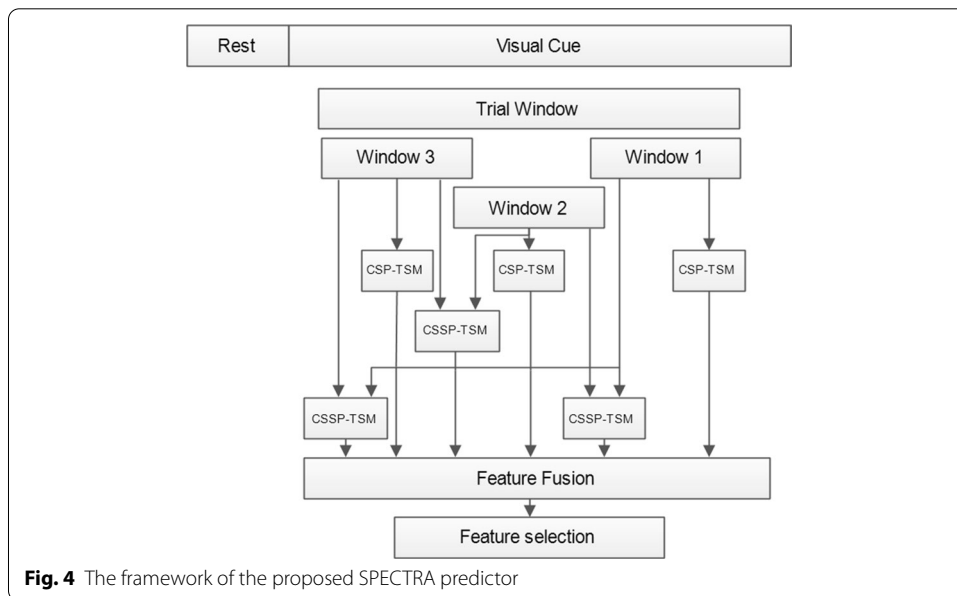 Rest
Visual Cue
Trial Window
Window 3
Window 1
Window 2
CSP-TSM
CSP-TSM
CSP-TSM
CSSP-TSM
CSSP-TSM
CSSP-TSM
Feature Fusion
Feature selection
Fig. 4 The framework of the proposed SPECTRA predictor